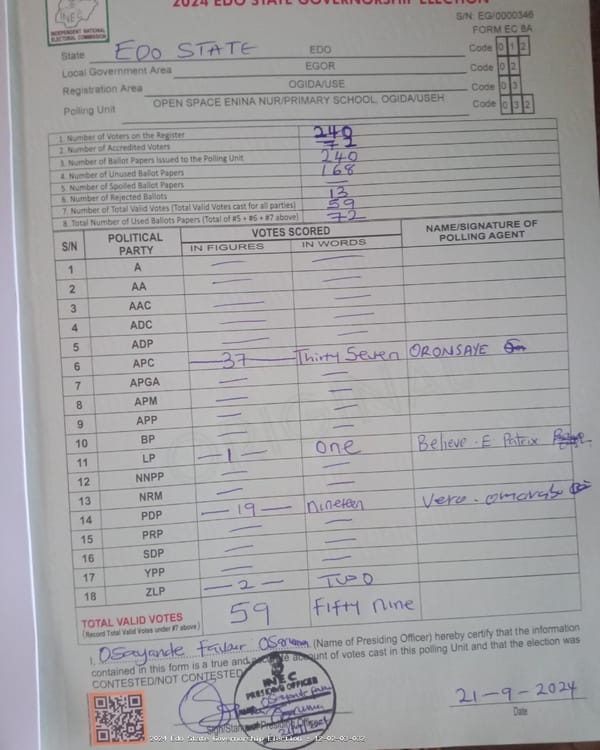 2024 EDO STATE GOVERNORSHIP ELECTION
INEC
INDEPENDENT NATIONAL ELECTORAL COMMISSION
S/N: EG/0000346
FORM EC 8A
State EDO STATE EDO Code 0 1 2
Local Government Area EGOR Code 0 2
Registration Area OGIDA/USE Code 0 3
Polling Unit OPEN SPACE ENINA NUR/PRIMARY SCHOOL, OGIDA/USEH Code 0 3 2
1. Number of Voters on the Register 240
2. Number of Accredited Voters 72
3. Number of Ballot Papers Issued to the Polling Unit 240
4. Number of Unused Ballot Papers 168
5. Number of Spoiled Ballot Papers —
6. Number of Rejected Ballots 13
7. Number of Total Valid Votes (Total Valid Votes cast for all parties) 59
8. Total Number of Used Ballots Papers (Total of #5 + #6 + #7 above) 72
S/N POLITICAL PARTY VOTES SCORED NAME/SIGNATURE OF POLLING AGENT
IN FIGURES IN WORDS
1 A — —
2 AA — —
3 AAC — —
4 ADC — —
5 ADP — —
6 APC —37— Thirty Seven ORONSAYE
7 APGA — —
8 APM — —
9 APP — —
10 BP — —
11 LP —1— one Believe - E Patrix
12 NNPP — —
13 NRM — —
14 PDP —19— nineteen Vero -
15 PRP — —
16 SDP — —
17 YPP — —
18 ZLP —2— TWO
TOTAL VALID VOTES 59 Fifty nine
(Record Total Valid Votes under #7 above)
I, Osayande Favour (Name of Presiding Officer) hereby certify that the information
contained in this form is a true and accurate account of votes cast in this polling Unit and that the election was
CONTESTED/NOT CONTESTED
INEC
PRESIDING OFFICER
21-9-2024
Date
2024 Edo State Governorship Election - 12-02-03-032